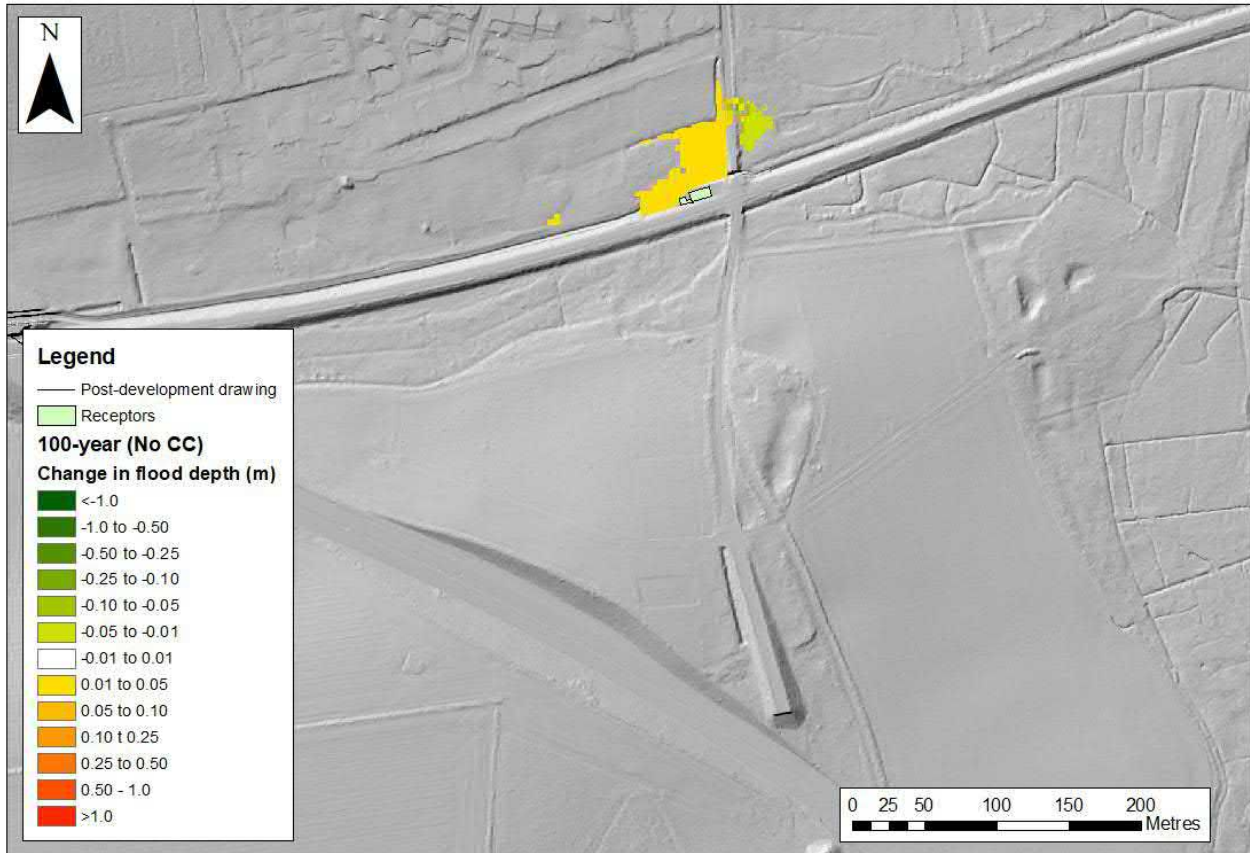 N
Legend
Post-development drawing
Receptors
100-year (No CC)
Change in flood depth (m)
<-1.0
-1.0 to -0.50
-0.50 to -0.25
-0.25 to -0.10
-0.10 to -0.05
-0.05 to -0.01
-0.01 to 0.01
0.01 to 0.05
0.05 to 0.10
0.10 t 0.25
0.25 to 0.50
0.50 - 1.0
>1.0
0 25 50 100 150 200
Metres